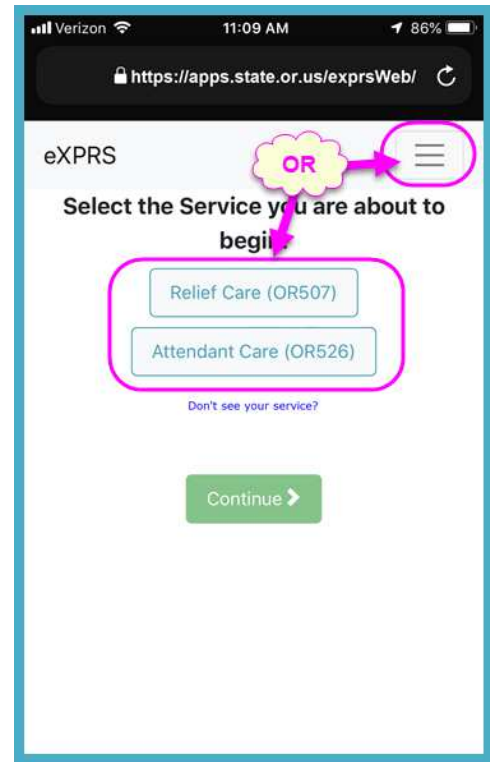 Verizon 11:09 AM 86%
https://apps.state.or.us/exprsWeb/
eXPRS
OR
Select the Service you are about to
begin.
Relief Care (OR507)
Attendant Care (OR526)
Don't see your service?
Continue